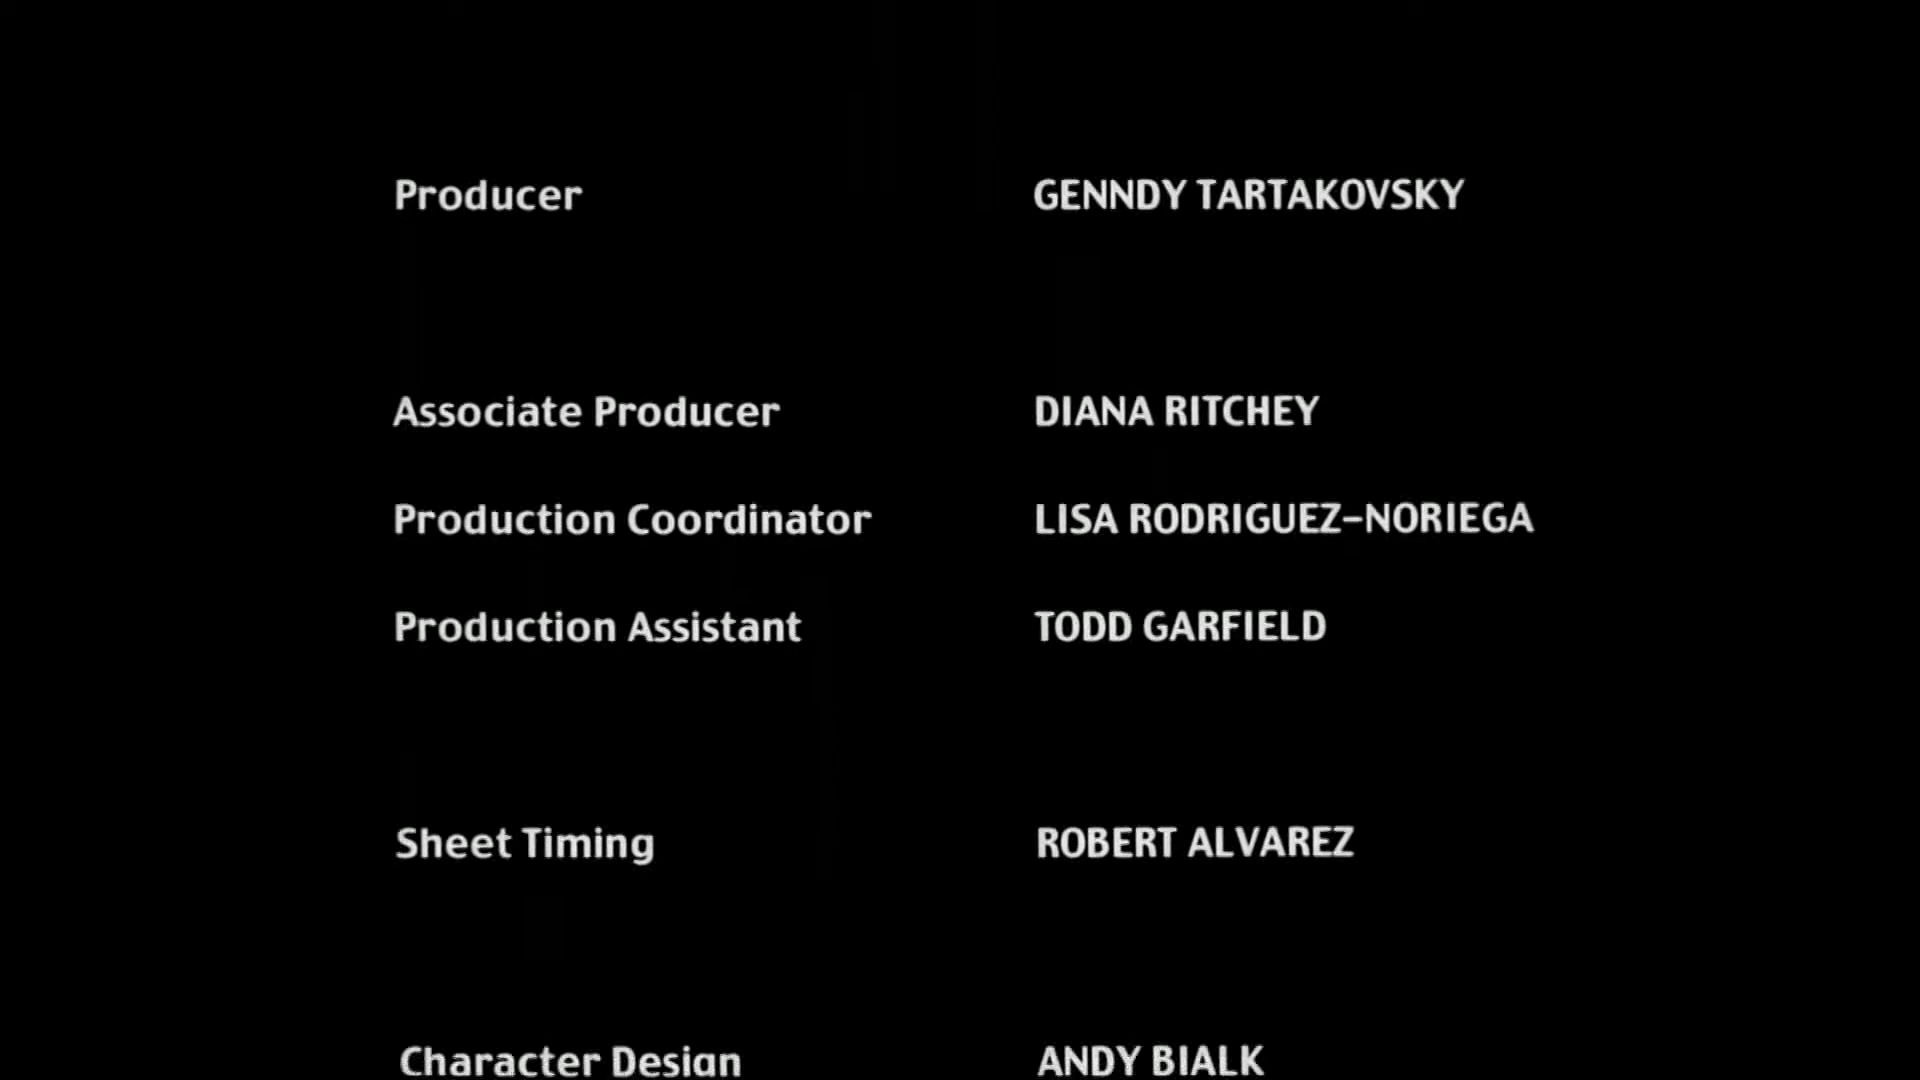 Producer GENNDY TARTAKOVSKY
Associate Producer DIANA RITCHEY
Production Coordinator LISA RODRIGUEZ–NORIEGA
Production Assistant TODD GARFIELD
Sheet Timing ROBERT ALVAREZ
Character Design ANDY BIALK